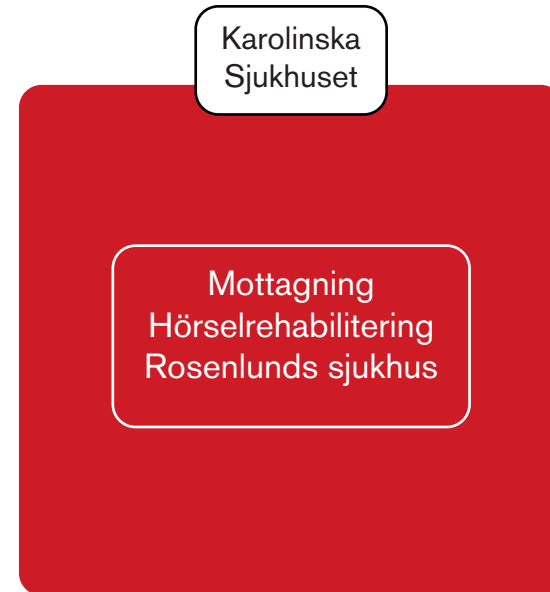 Karolinska
Sjukhuset
Mottagning
Hörselrehabilitering
Rosenlunds sjukhus